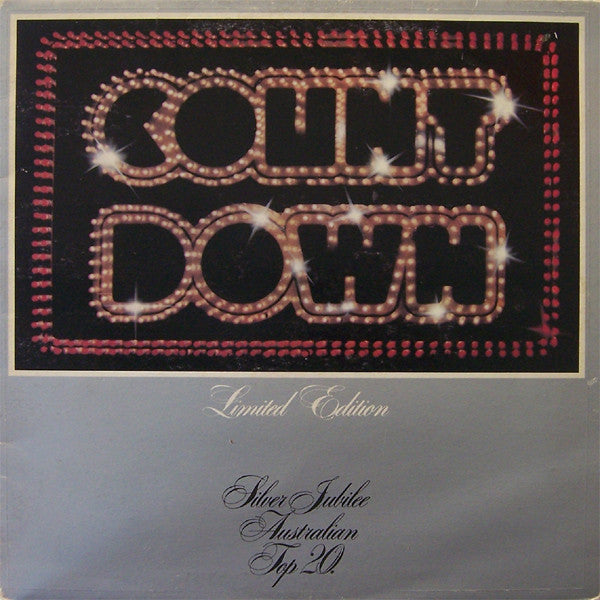 COUNT
DOWN
Limited Edition
Silver Jubilee
Australian
Top 20.